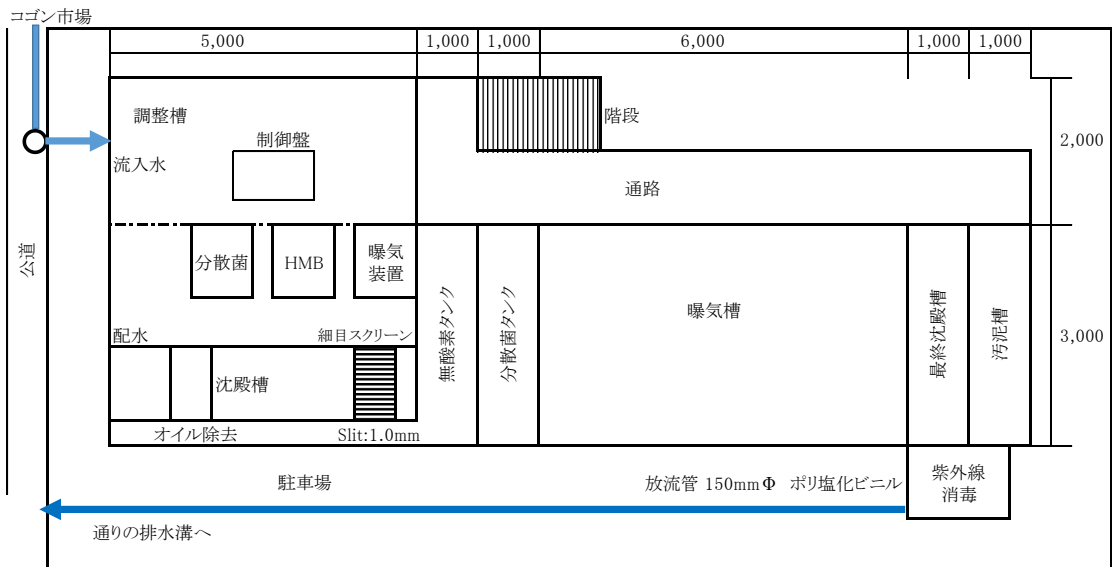 コゴン市場
5,000
1,000
1,000
6,000
1,000
1,000
調整槽
階段
制御盤
2,000
流入水
通路
公道
分散菌
HMB
曝気
装置
無酸素タンク
分散菌タンク
曝気槽
最終沈殿槽
汚泥槽
3,000
配水
細目スクリーン
沈殿槽
オイル除去
Slit:1.0mm
駐車場
放流管 150mmΦ ポリ塩化ビニル
紫外線
消毒
通りの排水溝へ